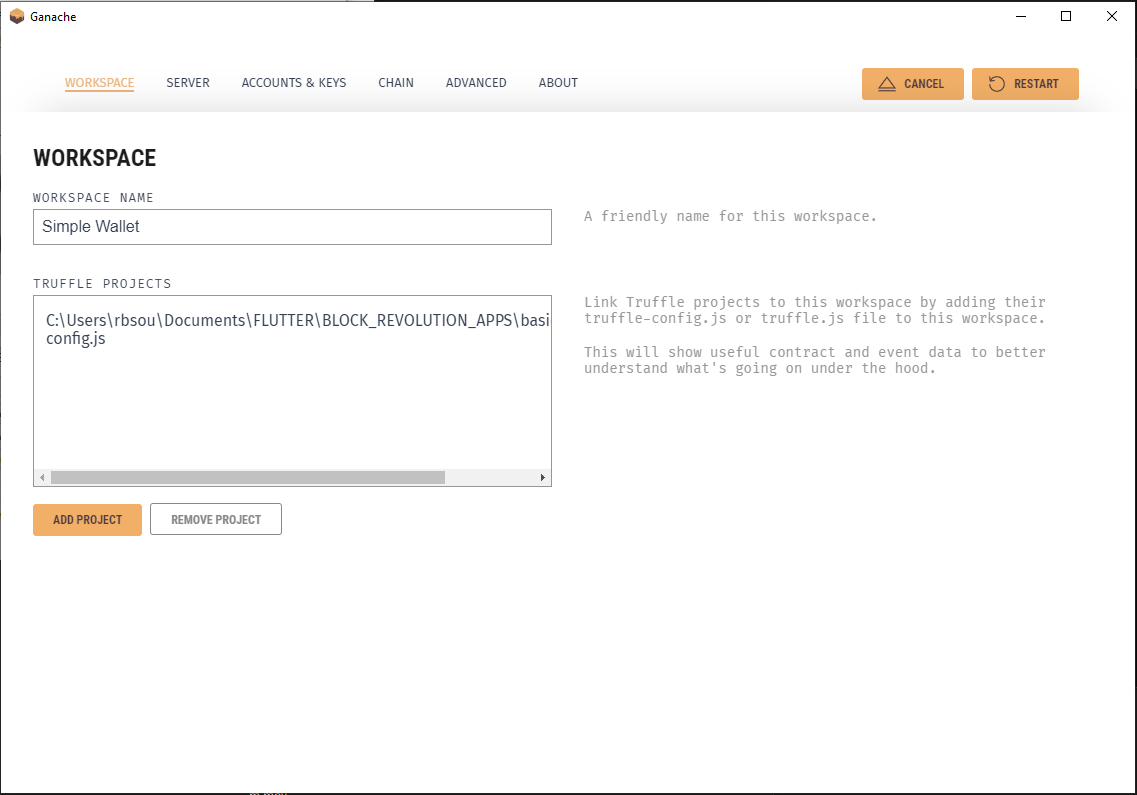 Ganache
WORKSPACE SERVER ACCOUNTS & KEYS CHAIN ADVANCED ABOUT CANCEL RESTART
WORKSPACE
WORKSPACE NAME
Simple Wallet
A friendly name for this workspace.
TRUFFLE PROJECTS
C:\Users\rbsou\Documents\FLUTTER\BLOCK_REVOLUTION_APPS\basi
config.js
Link Truffle projects to this workspace by adding their
truffle-config.js or truffle.js file to this workspace.
This will show useful contract and event data to better
understand what's going on under the hood.
ADD PROJECT REMOVE PROJECT